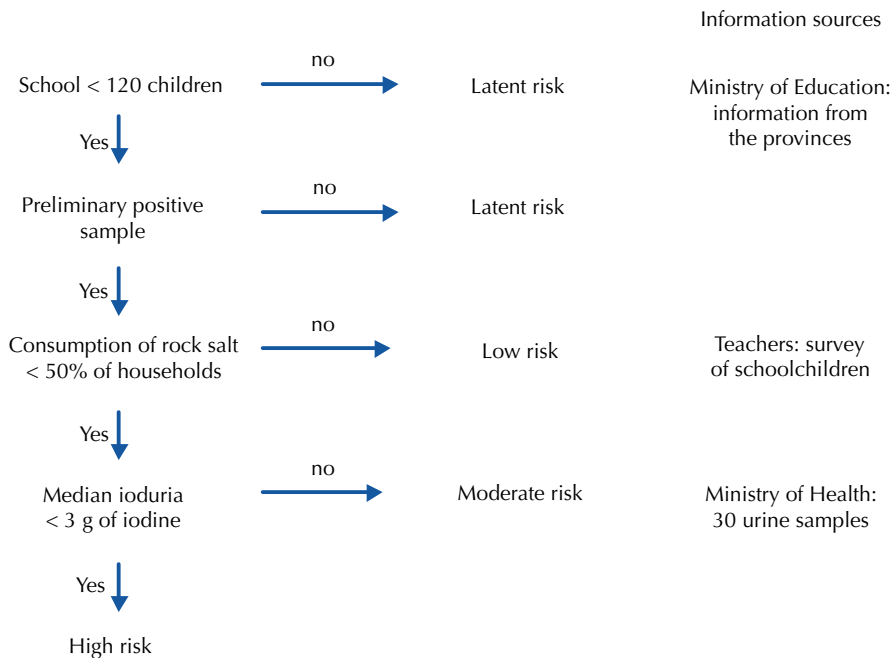 Information sources
no
School < 120 children
Latent risk
Ministry of Education:
information from
the provinces
Yes
no
Preliminary positive
sample
Latent risk
Yes
no
Consumption of rock salt
< 50% of households
Low risk
Teachers: survey
of schoolchildren
Yes
no
Median ioduria
< 3 g of iodine
Moderate risk
Ministry of Health:
30 urine samples
Yes
High risk